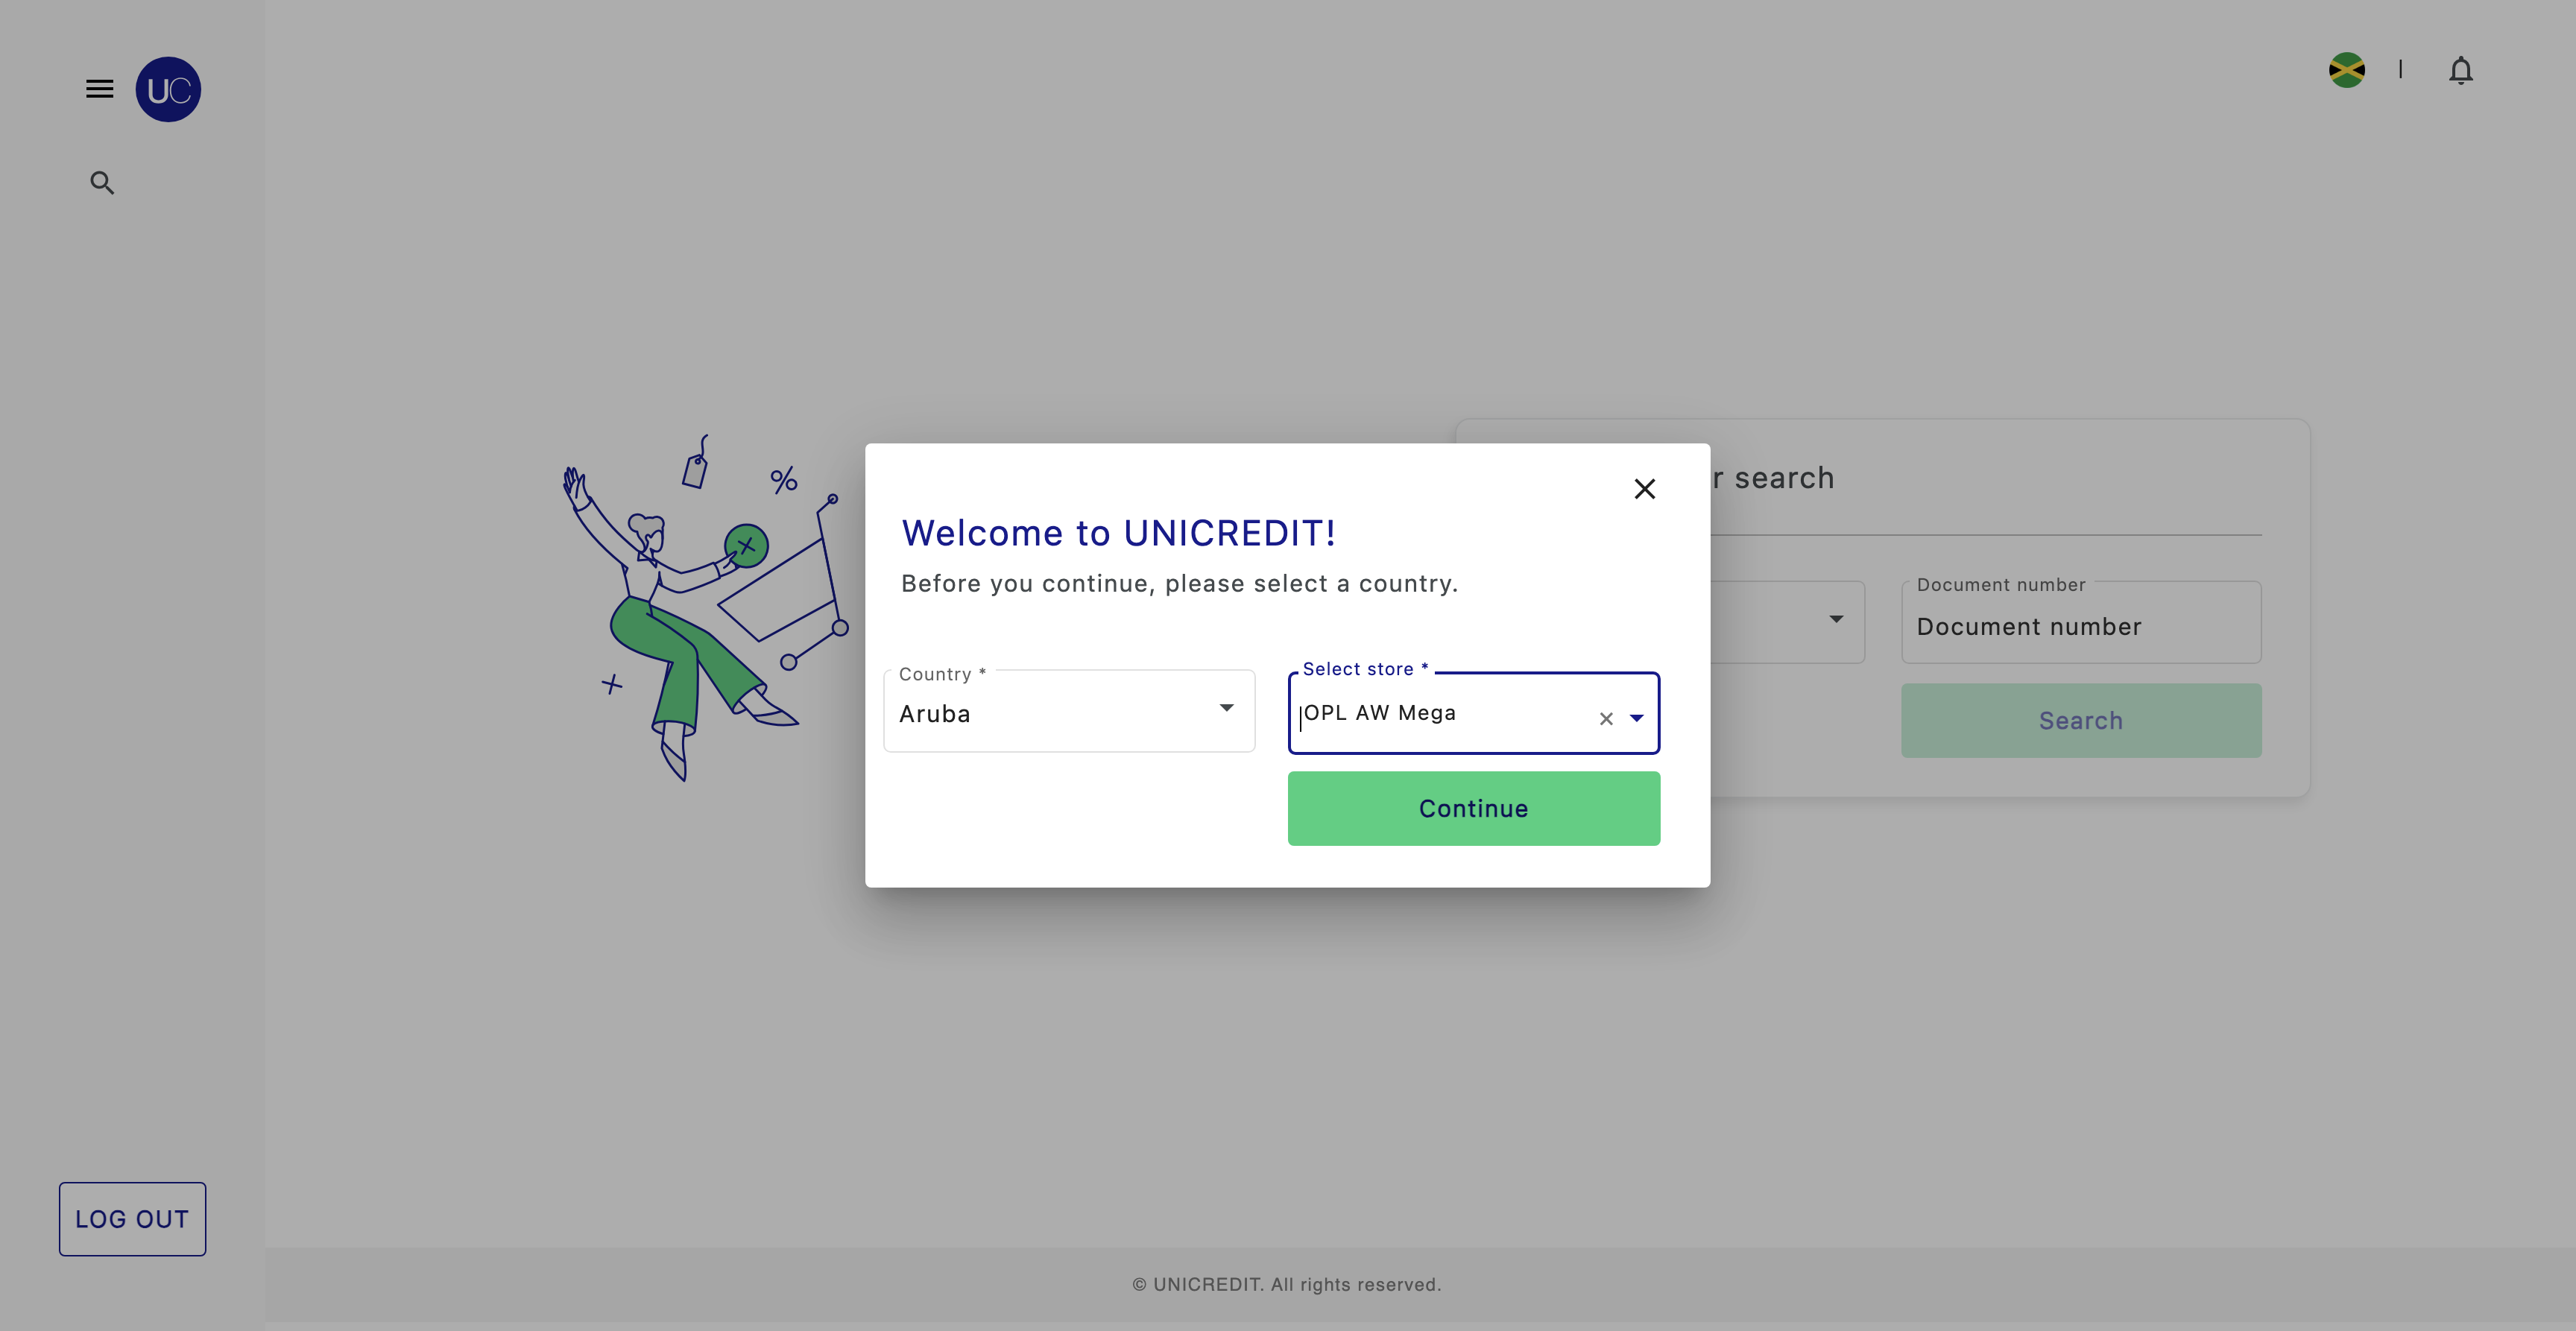 UC
r search
Welcome to UNICREDIT!
Before you continue, please select a country.
Document number
Document number
Country *
Select store *
Aruba
OPL AW Mega
Search
Continue
LOG OUT
© UNICREDIT. All rights reserved.